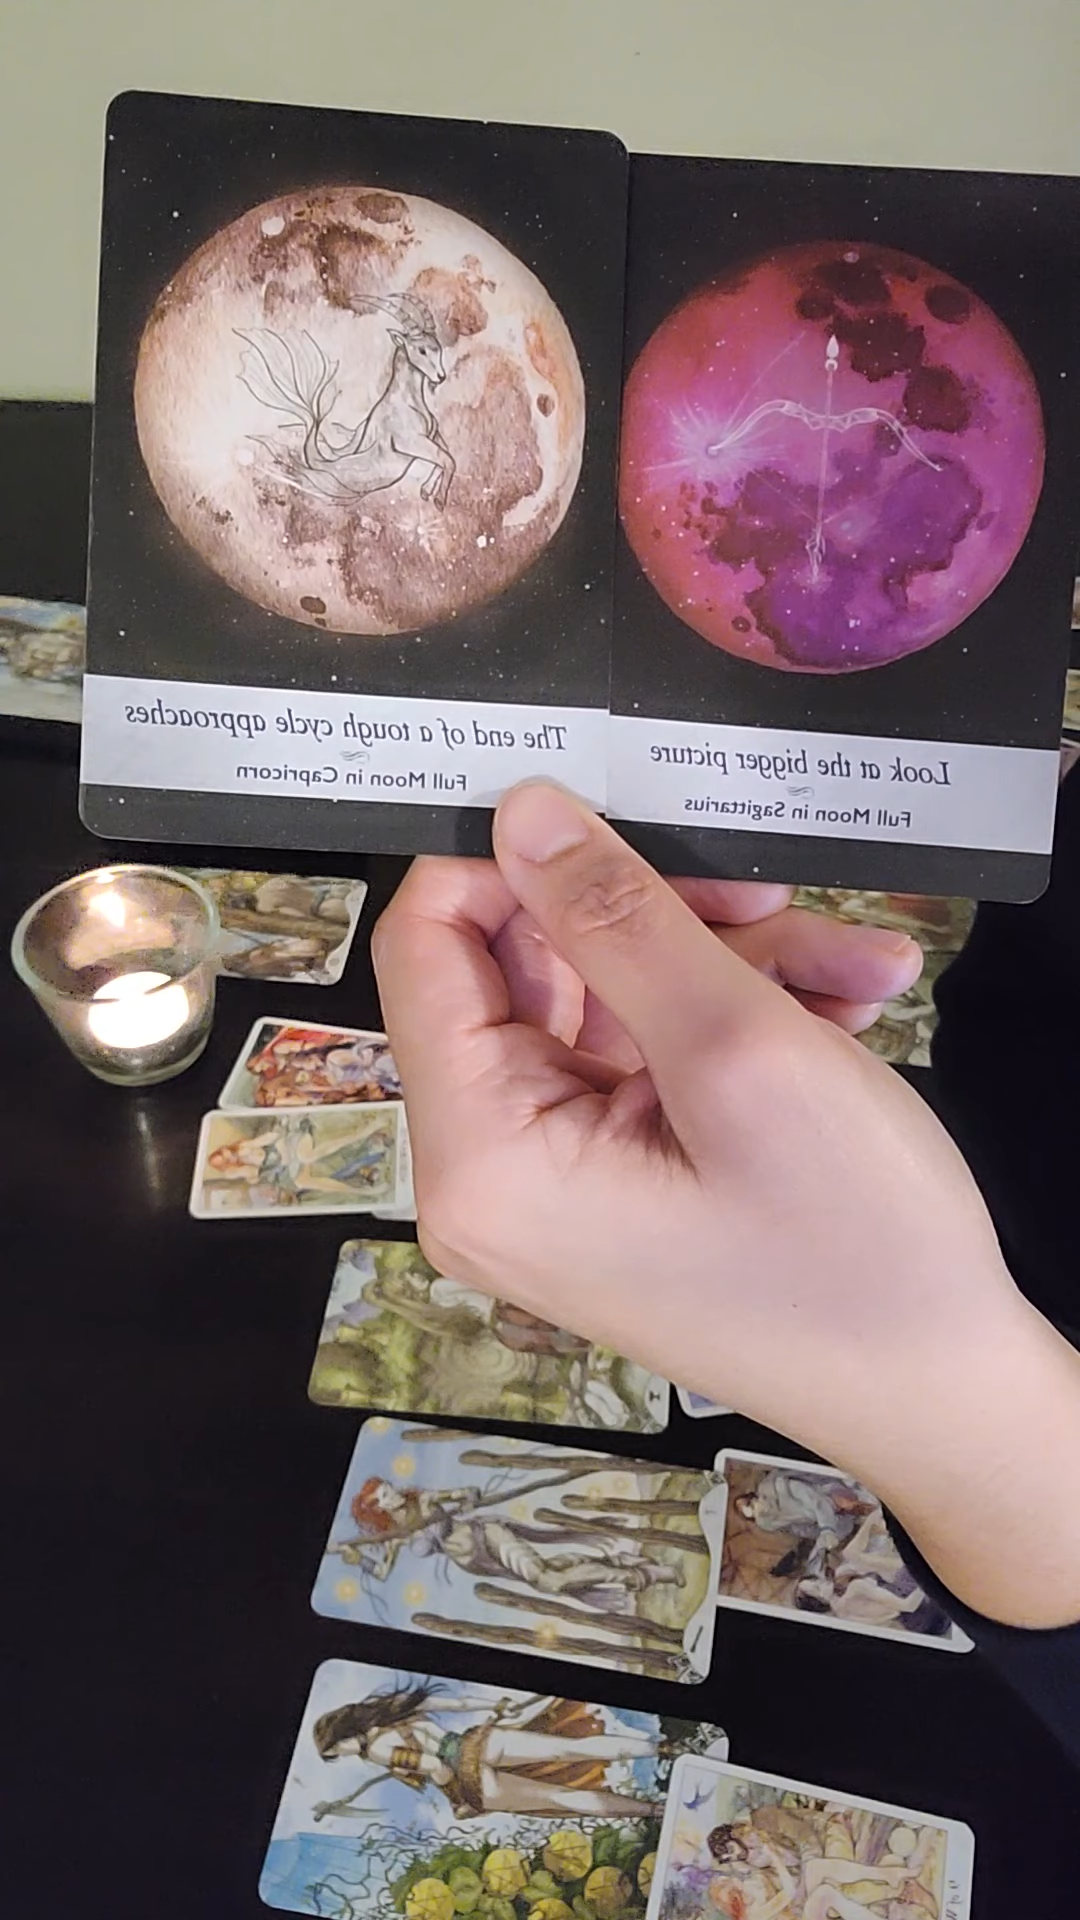 The end of a tough cycle approaches
Full Moon in Capricorn
Look at the bigger picture
Full Moon in Sagittarius